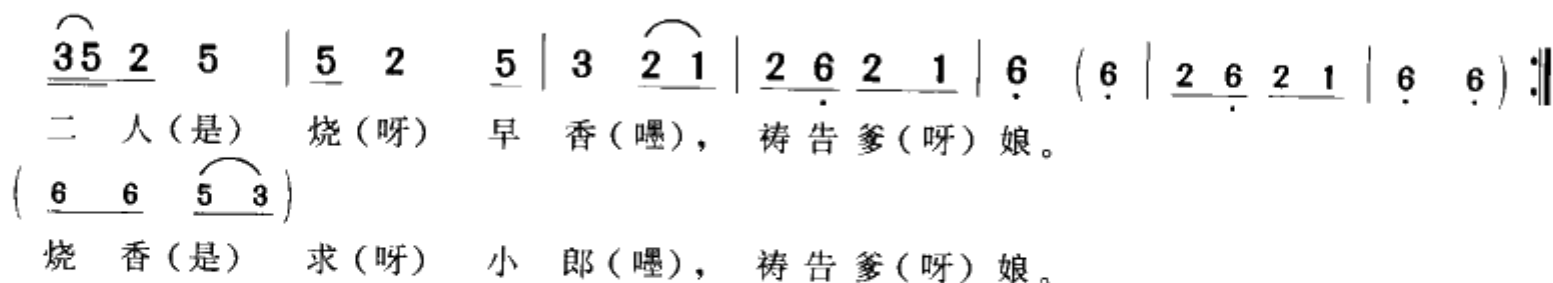 35 2 5 | 5 2 5 | 3 2 1 | 2 6 2 1 | 6 (6 | 2 6 2 1 | 6 6) :‖
二 人（是） 烧（呀） 早 香（嚜）， 祷 告 爹（呀） 娘。
( 6 6 5 3 )
烧 香（是） 求（呀） 小 郎（嚜）， 祷 告 爹（呀） 娘。